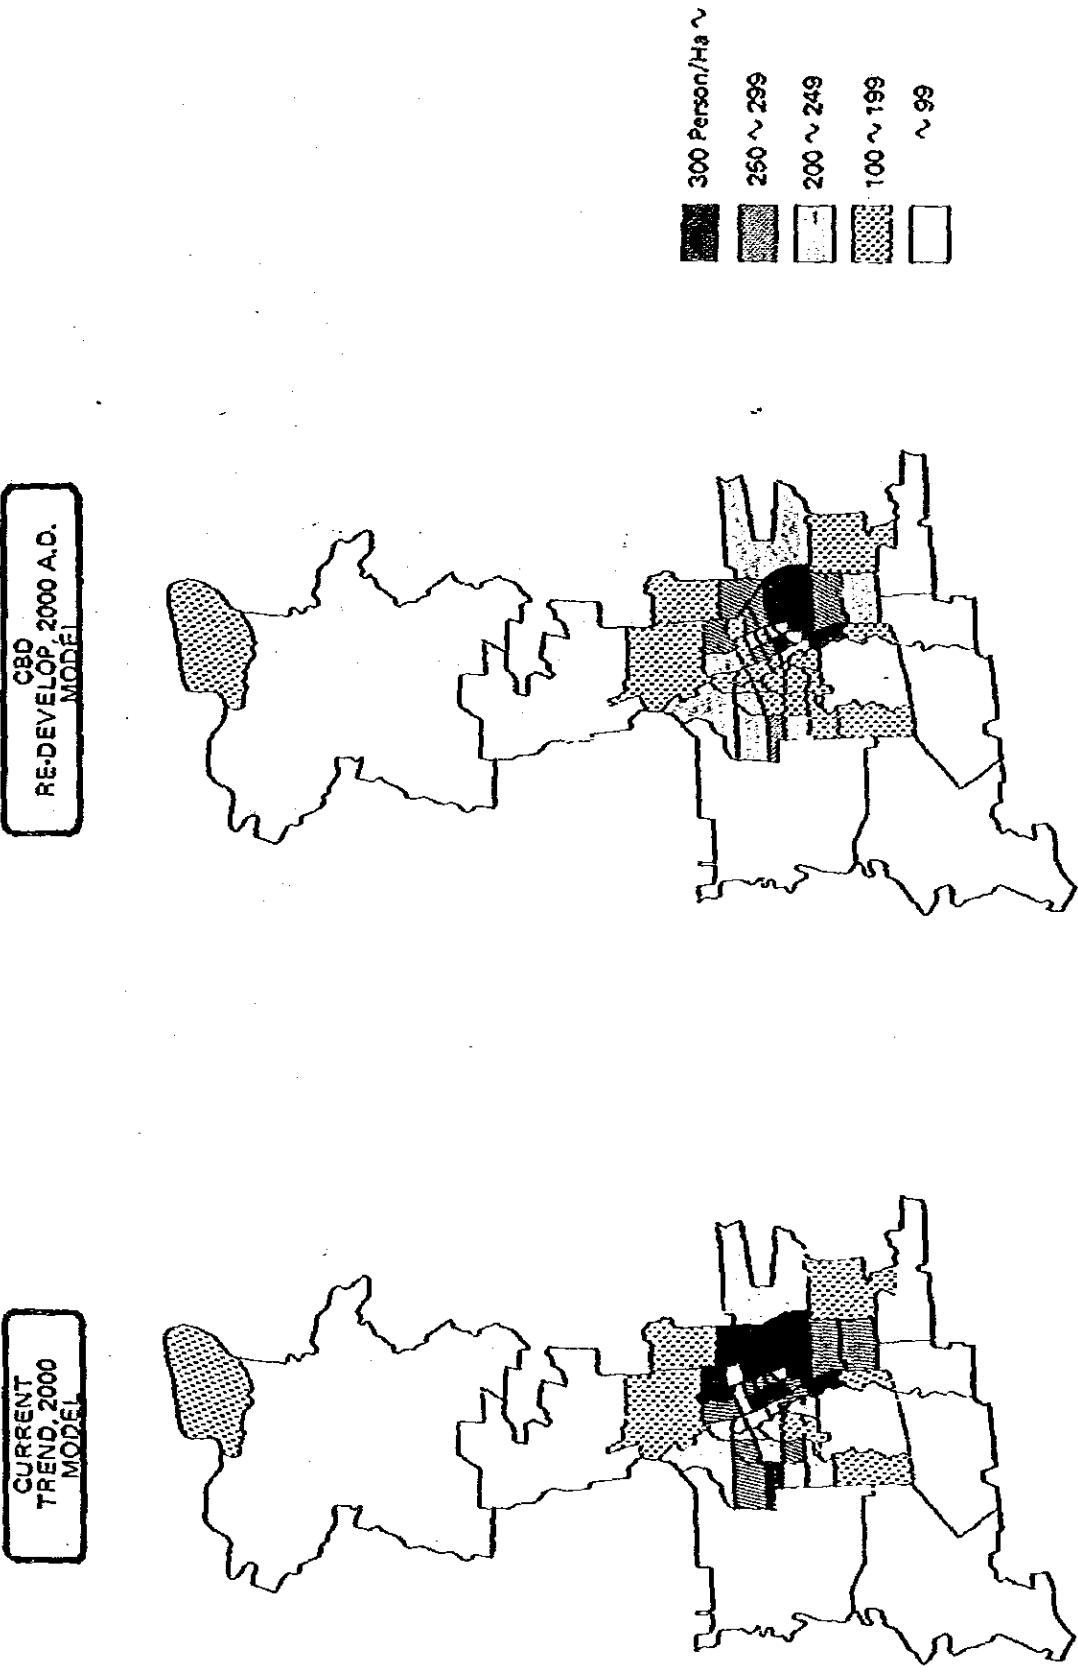 CURRENT
TREND, 2000
MODEL
CBD
RE-DEVELOP, 2000 A.D.
MODEL
300 Person/Ha ~
250 ~ 299
200 ~ 249
100 ~ 199
~ 99